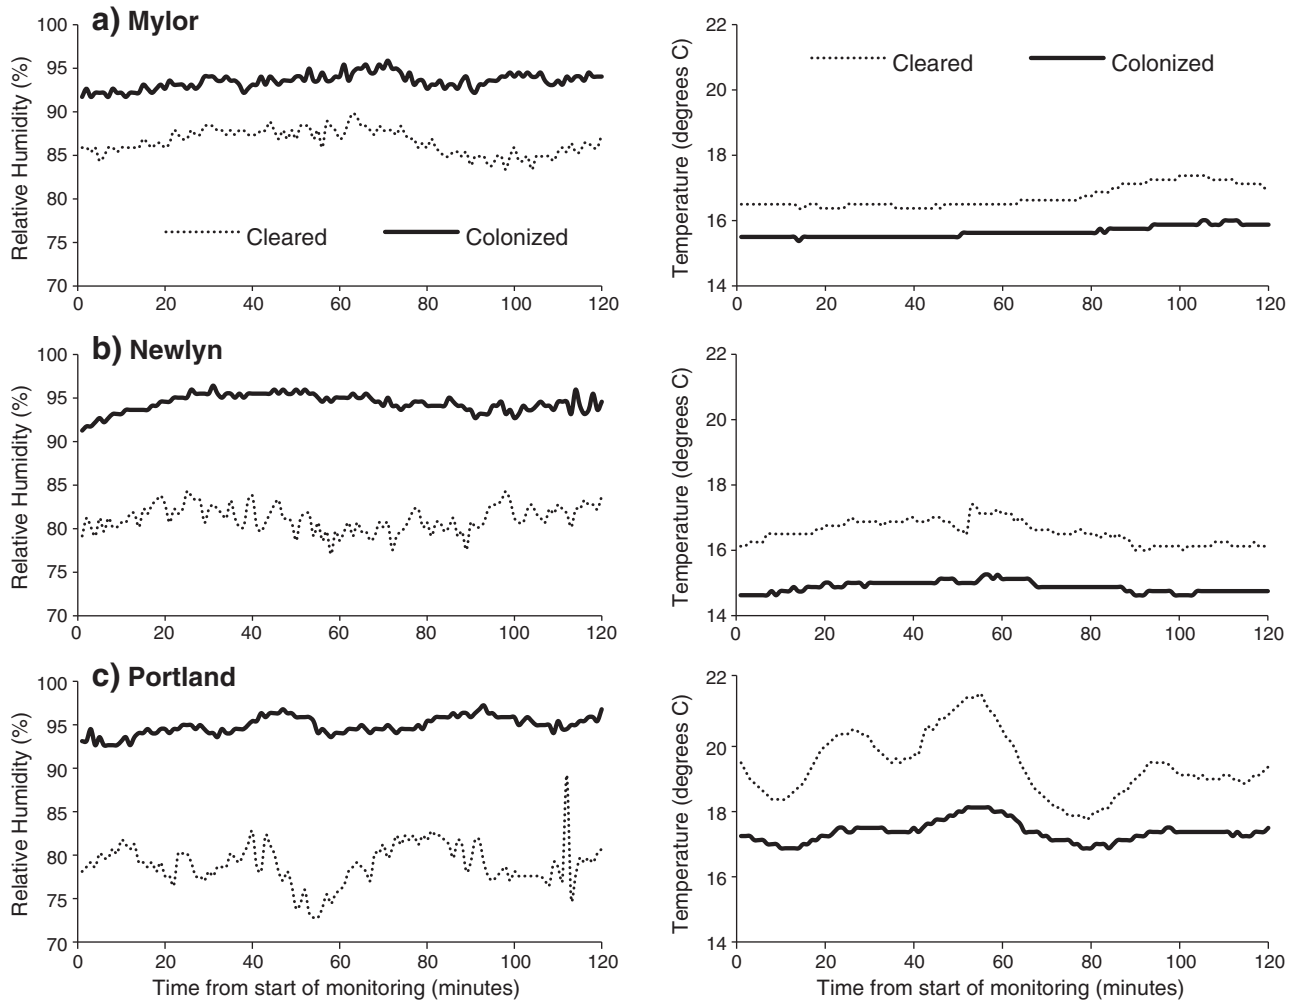 a) Mylor
Relative Humidity (%)
100
95
90
85
80
75
70
Cleared
Colonized
0 20 40 60 80 100 120
Temperature (degrees C)
22
20
18
16
14
Cleared
Colonized
0 20 40 60 80 100 120
b) Newlyn
Relative Humidity (%)
100
95
90
85
80
75
70
0 20 40 60 80 100 120
Temperature (degrees C)
22
20
18
16
14
0 20 40 60 80 100 120
c) Portland
Relative Humidity (%)
100
95
90
85
80
75
70
0 20 40 60 80 100 120
Time from start of monitoring (minutes)
Temperature (degrees C)
22
20
18
16
14
0 20 40 60 80 100 120
Time from start of monitoring (minutes)